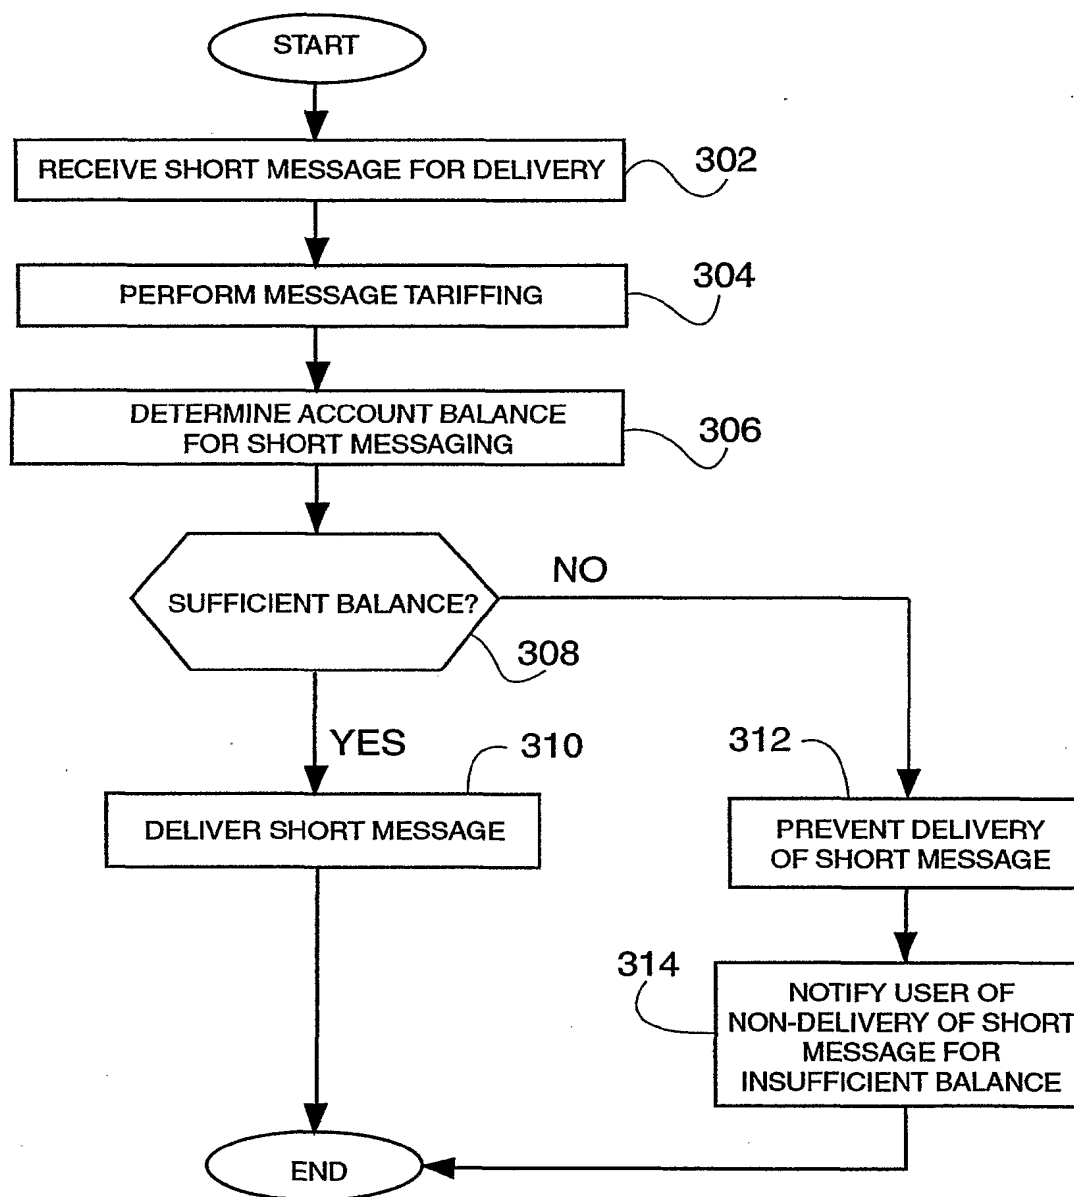 START
RECEIVE SHORT MESSAGE FOR DELIVERY
302
PERFORM MESSAGE TARIFFING
304
DETERMINE ACCOUNT BALANCE
FOR SHORT MESSAGING
306
SUFFICIENT BALANCE?
NO
308
YES
310
DELIVER SHORT MESSAGE
312
PREVENT DELIVERY
OF SHORT MESSAGE
314
NOTIFY USER OF
NON-DELIVERY OF SHORT
MESSAGE FOR
INSUFFICIENT BALANCE
END